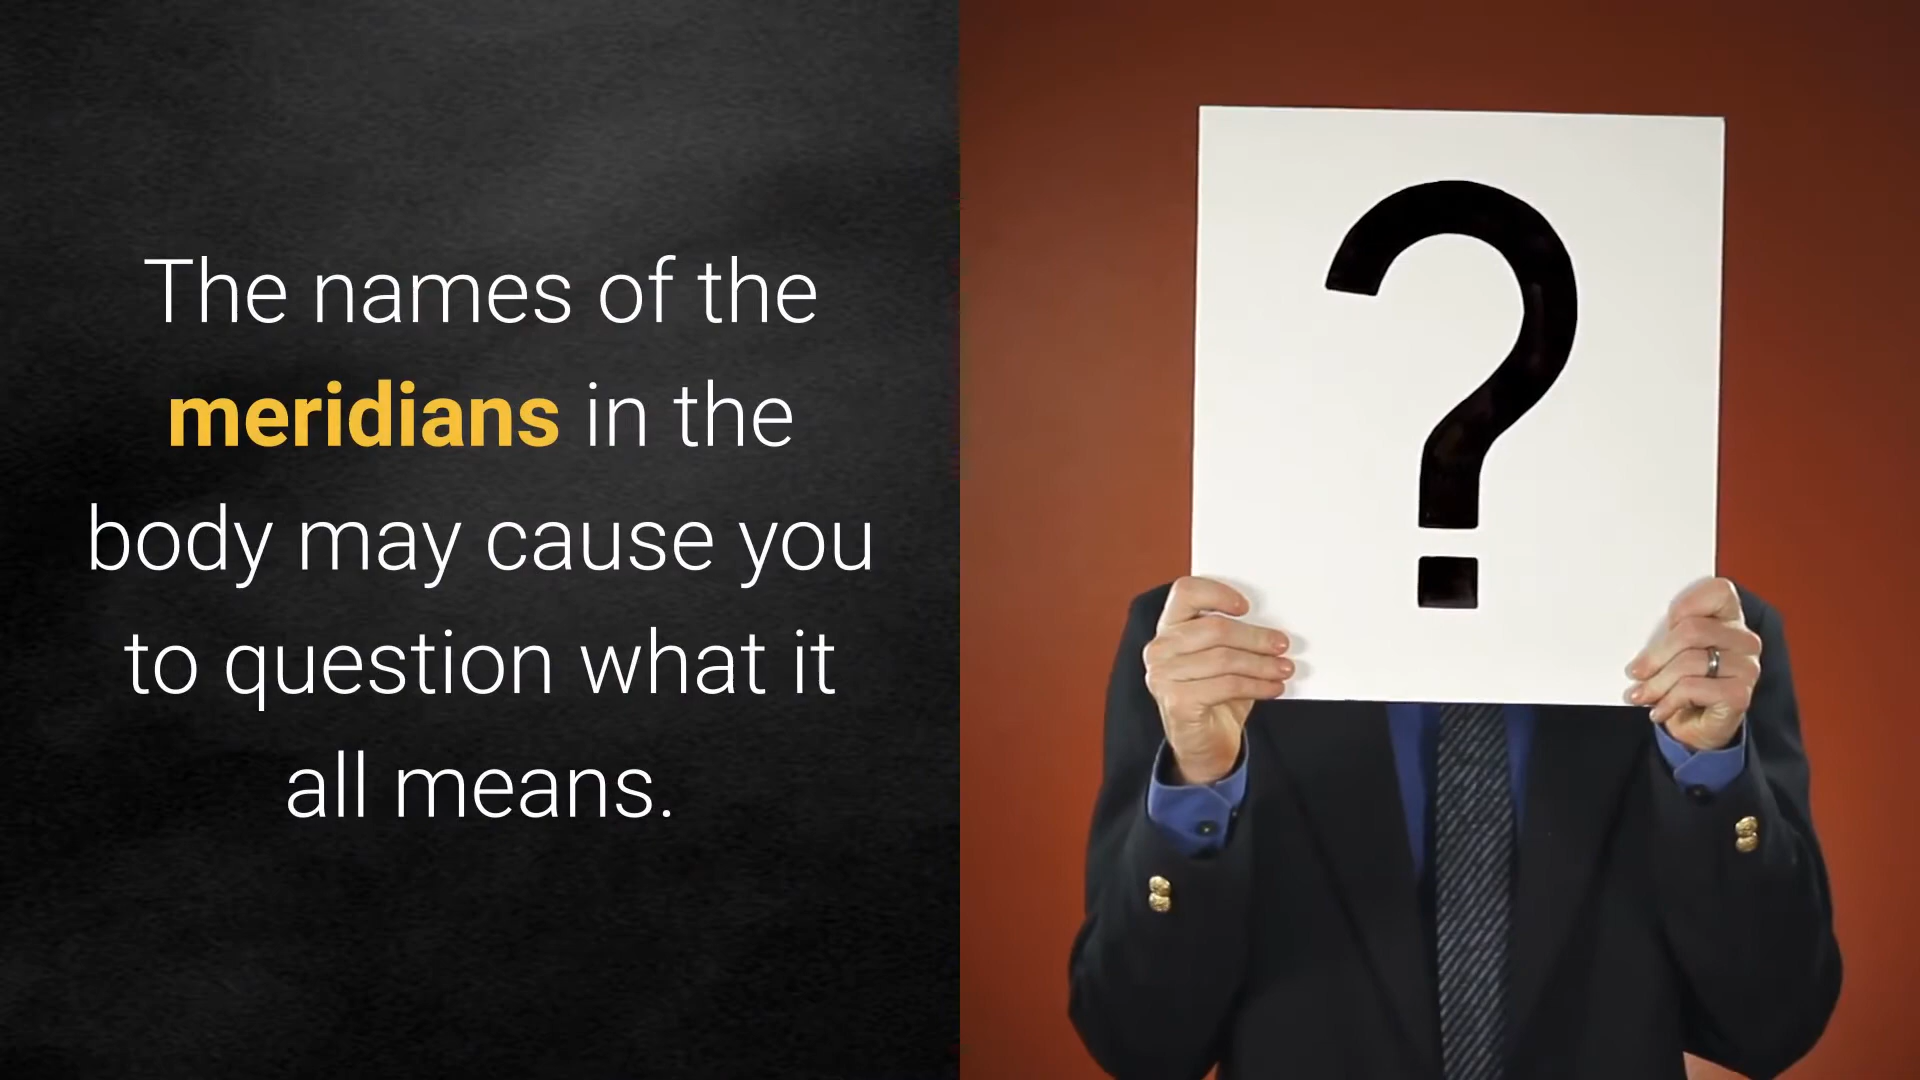 The names of the
meridians in the
body may cause you
to question what it
all means.
?